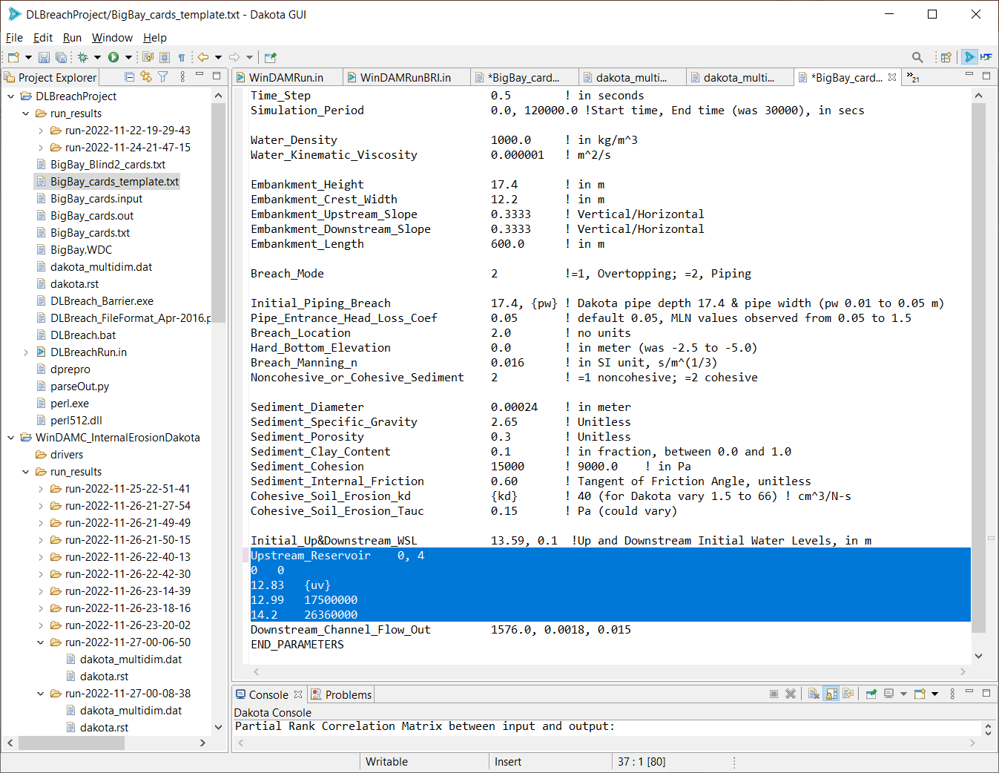 DLBreachProject/BigBay_cards_template.txt - Dakota GUI
File Edit Run Window Help
Project Explorer
DLBreachProject
run_results
run-2022-11-22-19-29-43
run-2022-11-24-21-47-15
BigBay_Blind2_cards.txt
BigBay_cards_template.txt
BigBay_cards.input
BigBay_cards.out
BigBay_cards.txt
BigBay.WDC
dakota_multidim.dat
dakota.rst
DLBreach_Barrier.exe
DLBreach_FileFormat_Apr-2016.p
DLBreach.bat
DLBreachRun.in
dprepro
parseOut.py
perl.exe
perl512.dll
WinDAMC_InternalErosionDakota
drivers
run_results
run-2022-11-25-22-51-41
run-2022-11-26-21-27-54
run-2022-11-26-21-49-49
run-2022-11-26-21-50-15
run-2022-11-26-22-40-13
run-2022-11-26-22-42-30
run-2022-11-26-23-14-39
run-2022-11-26-23-18-16
run-2022-11-26-23-20-02
run-2022-11-27-00-06-50
dakota_multidim.dat
dakota.rst
run-2022-11-27-00-08-38
dakota_multidim.dat
dakota.rst
WinDAMRun.in WinDAMRunBRI.in *BigBay_card... dakota_multi... dakota_multi... *BigBay_card... »21
Time_Step 0.5 ! in seconds
Simulation_Period 0.0, 120000.0 !Start time, End time (was 30000), in secs
Water_Density 1000.0 ! in kg/m^3
Water_Kinematic_Viscosity 0.000001 ! m^2/s
Embankment_Height 17.4 ! in m
Embankment_Crest_Width 12.2 ! in m
Embankment_Upstream_Slope 0.3333 ! Vertical/Horizontal
Embankment_Downstream_Slope 0.3333 ! Vertical/Horizontal
Embankment_Length 600.0 ! in m
Breach_Mode 2 !=1, Overtopping; =2, Piping
Initial_Piping_Breach 17.4, {pw} ! Dakota pipe depth 17.4 & pipe width (pw 0.01 to 0.05 m)
Pipe_Entrance_Head_Loss_Coef 0.05 ! default 0.05, MLN values observed from 0.05 to 1.5
Breach_Location 2.0 ! no units
Hard_Bottom_Elevation 0.0 ! in meter (was -2.5 to -5.0)
Breach_Manning_n 0.016 ! in SI unit, s/m^(1/3)
Noncohesive_or_Cohesive_Sediment 2 ! =1 noncohesive; =2 cohesive
Sediment_Diameter 0.00024 ! in meter
Sediment_Specific_Gravity 2.65 ! Unitless
Sediment_Porosity 0.3 ! Unitless
Sediment_Clay_Content 0.1 ! in fraction, between 0.0 and 1.0
Sediment_Cohesion 15000 ! 9000.0 ! in Pa
Sediment_Internal_Friction 0.60 ! Tangent of Friction Angle, unitless
Cohesive_Soil_Erosion_kd {kd} ! 40 (for Dakota vary 1.5 to 66) ! cm^3/N-s
Cohesive_Soil_Erosion_Tauc 0.15 ! Pa (could vary)
Initial_Up&Downstream_WSL 13.59, 0.1 !Up and Downstream Initial Water Levels, in m
Upstream_Reservoir 0, 4
0 0
12.83 {uv}
12.99 17500000
14.2 26360000
Downstream_Channel_Flow_Out 1576.0, 0.0018, 0.015
END_PARAMETERS
Console Problems
Dakota Console
Partial Rank Correlation Matrix between input and output:
Writable Insert 37 : 1 [80]